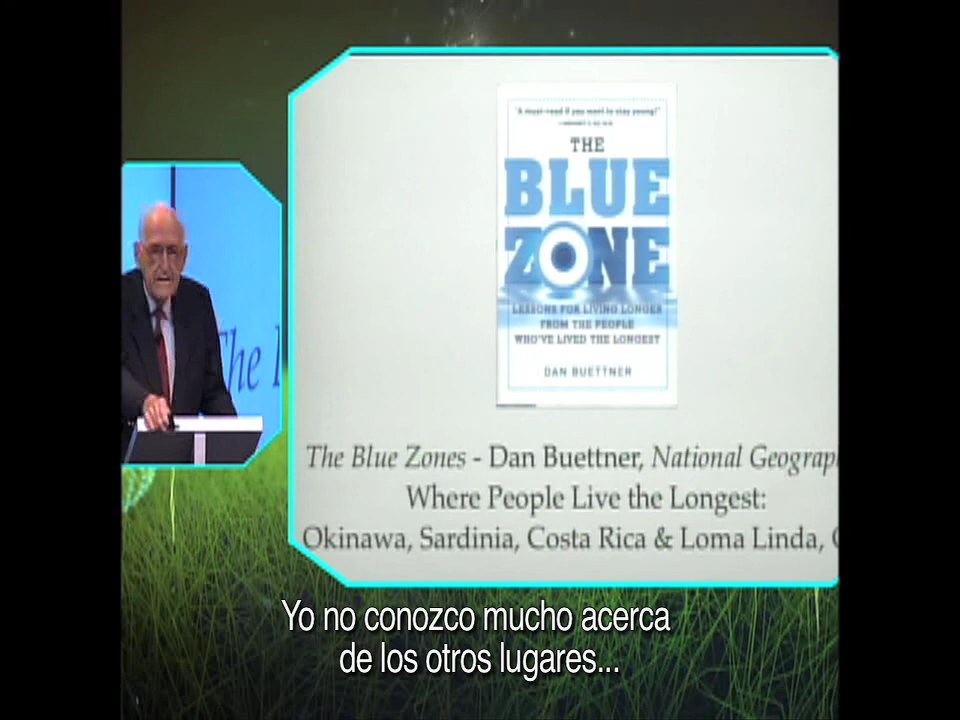 "A must-read if you want to stay young!"
THE
BLUE
ZONE
LESSONS FOR LIVING LONGER
FROM THE PEOPLE
WHO'VE LIVED THE LONGEST
DAN BUETTNER
The
The Blue Zones - Dan Buettner, National Geograp
Where People Live the Longest:
Okinawa, Sardinia, Costa Rica & Loma Linda, C
Yo no conozco mucho acerca
de los otros lugares...